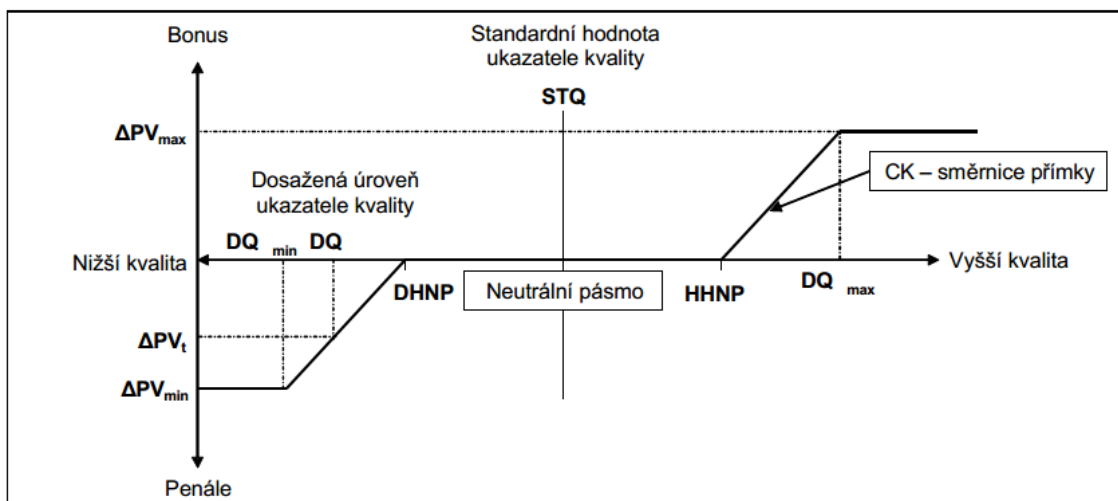 Bonus
Standardní hodnota
ukazatele kvality
STQ
ΔPVmax
CK – směrnice přímky
Dosažená úroveň
ukazatele kvality
DQ min
DQ
Nižší kvalita
Vyšší kvalita
DHNP
Neutrální pásmo
HHNP
DQ max
ΔPVt
ΔPVmin
Penále